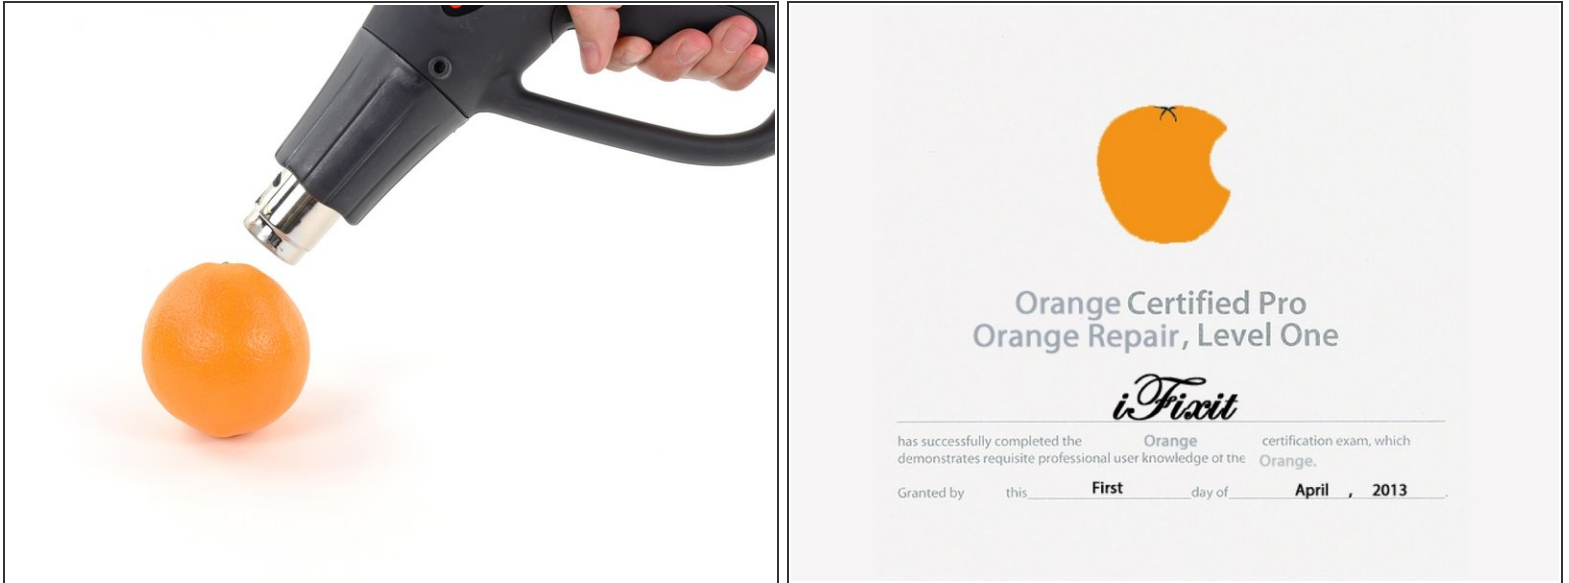 Orange Certified Pro
Orange Repair, Level One
iFixit
has successfully completed the Orange certification exam, which
demonstrates requisite professional user knowledge of the Orange.
Granted by this First day of April , 2013 .